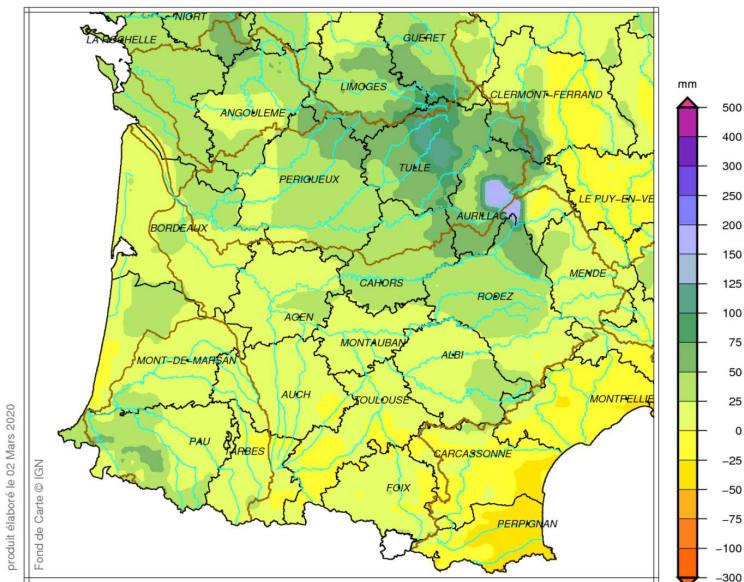 NIORT
LA ROCHELLE
GUERET
LIMOGES
CLERMONT-FERRAND
ANGOULEME
TULLE
PERIGUEUX
LE PUY-EN-VE
AURILLAC
BORDEAUX
MENDE
CAHORS
RODEZ
AGEN
MONTAUBAN
MONT-DE-MARSAN
ALBI
AUCH
TOULOUSE
MONTPELLIE
PAU
TARBES
CARCASSONNE
FOIX
PERPIGNAN
mm
500
400
300
250
200
150
125
100
75
50
25
0
−25
−50
−75
−100
−300
produit élaboré le 02 Mars 2020
Fond de Carte © IGN